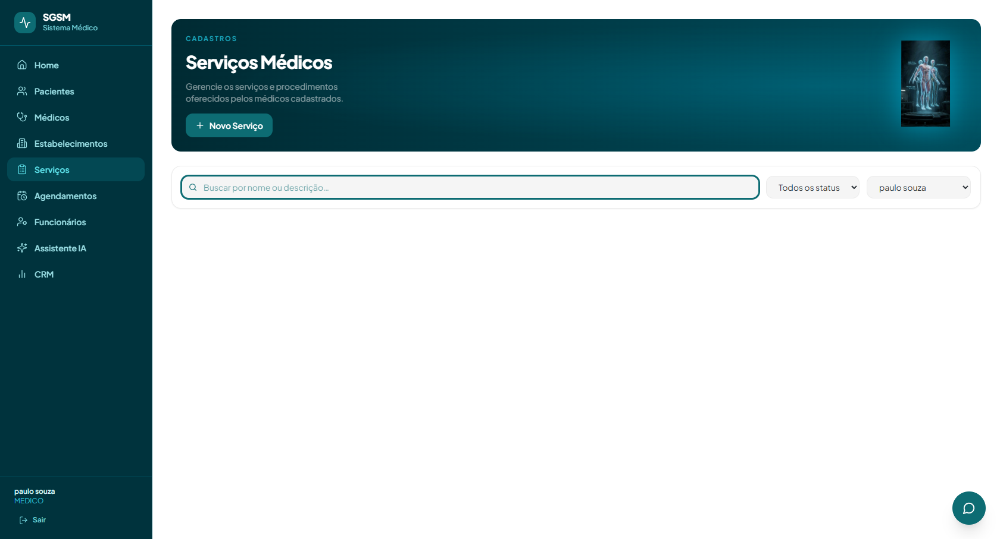 SGSM
Sistema Médico
Home
Pacientes
Médicos
Estabelecimentos
Serviços
Agendamentos
Funcionários
Assistente IA
CRM
paulo souza
MEDICO
Sair
CADASTROS
Serviços Médicos
Gerencie os serviços e procedimentos
oferecidos pelos médicos cadastrados.
Novo Serviço
Buscar por nome ou descrição...
Todos os status
paulo souza